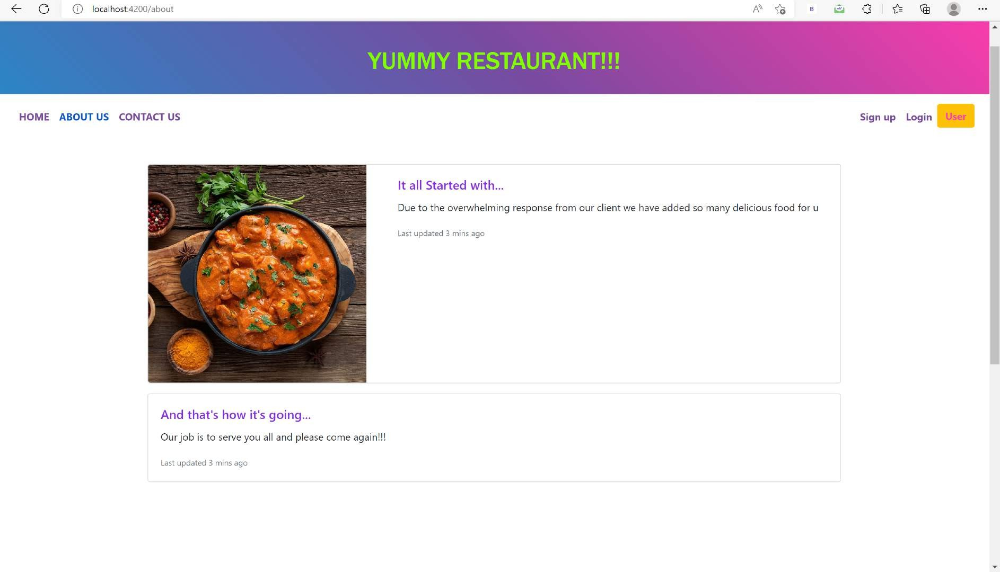 localhost:4200/about
B
YUMMY RESTAURANT!!!
HOME ABOUT US CONTACT US Sign up Login User
It all Started with...
Due to the overwhelming response from our client we have added so many delicious food for u
Last updated 3 mins ago
And that's how it's going...
Our job is to serve you all and please come again!!!
Last updated 3 mins ago